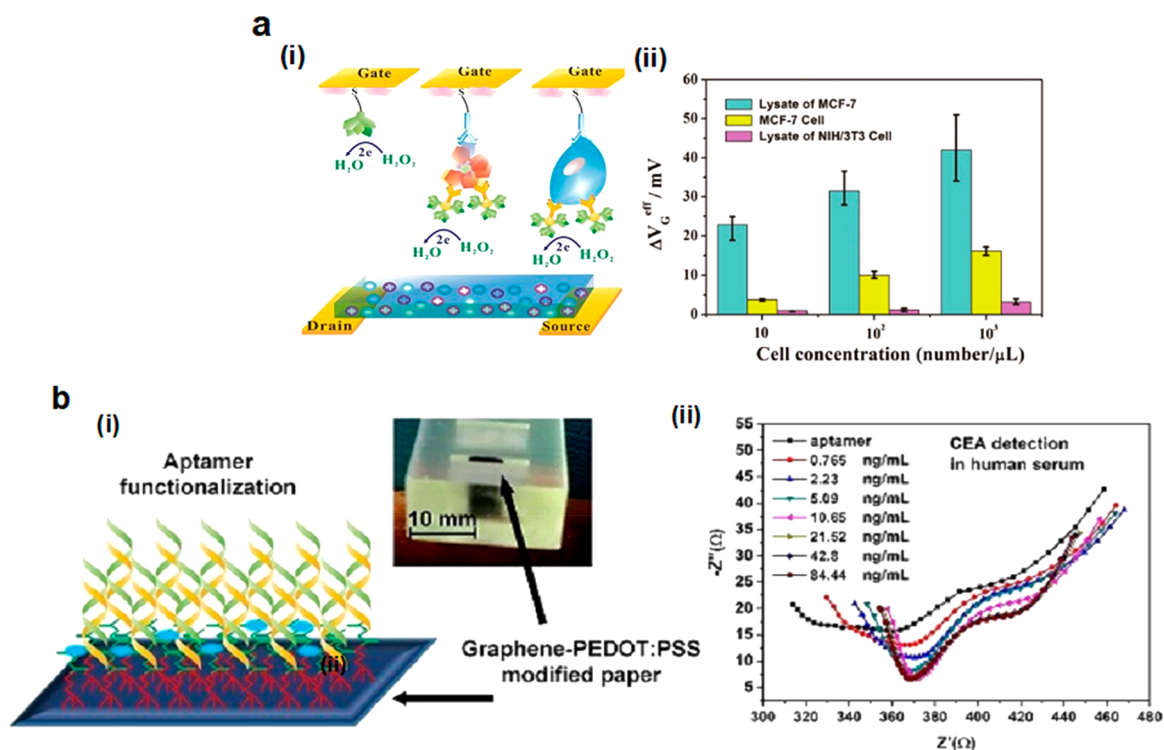 a
(i)
Gate
Gate
Gate
S
S
S
2e
H₂O
H₂O₂
2e
H₂O
H₂O₂
2e
H₂O
H₂O₂
Drain
Source
(ii)
60
50
40
30
20
10
0
ΔV_G^eff / mV
Lysate of MCF-7
MCF-7 Cell
Lysate of NIH/3T3 Cell
10
10²
10³
Cell concentration (number/μL)
b
(i)
Aptamer
functionalization
10 mm
(ii)
Graphene-PEDOT:PSS
modified paper
(ii)
55
50
45
40
35
30
25
20
15
10
5
-Z''(Ω)
aptamer
0.765 ng/mL
2.23 ng/mL
5.09 ng/mL
10.65 ng/mL
21.52 ng/mL
42.8 ng/mL
84.44 ng/mL
CEA detection
in human serum
300 320 340 360 380 400 420 440 460 480
Z'(Ω)